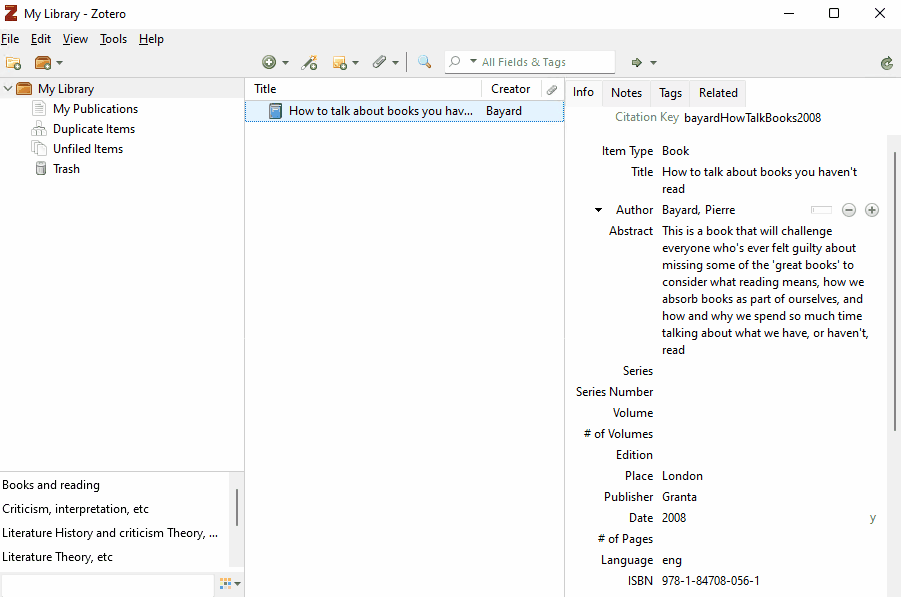 My Library - Zotero
File Edit View Tools Help
All Fields & Tags
My Library
My Publications
Duplicate Items
Unfiled Items
Trash
Books and reading
Criticism, interpretation, etc
Literature History and criticism Theory, ...
Literature Theory, etc
Title Creator
How to talk about books you hav... Bayard
Info Notes Tags Related
Citation Key bayardHowTalkBooks2008
Item Type Book
Title How to talk about books you haven't
read
Author Bayard, Pierre
Abstract This is a book that will challenge
everyone who's ever felt guilty about
missing some of the 'great books' to
consider what reading means, how we
absorb books as part of ourselves, and
how and why we spend so much time
talking about what we have, or haven't,
read
Series
Series Number
Volume
# of Volumes
Edition
Place London
Publisher Granta
Date 2008 y
# of Pages
Language eng
ISBN 978-1-84708-056-1